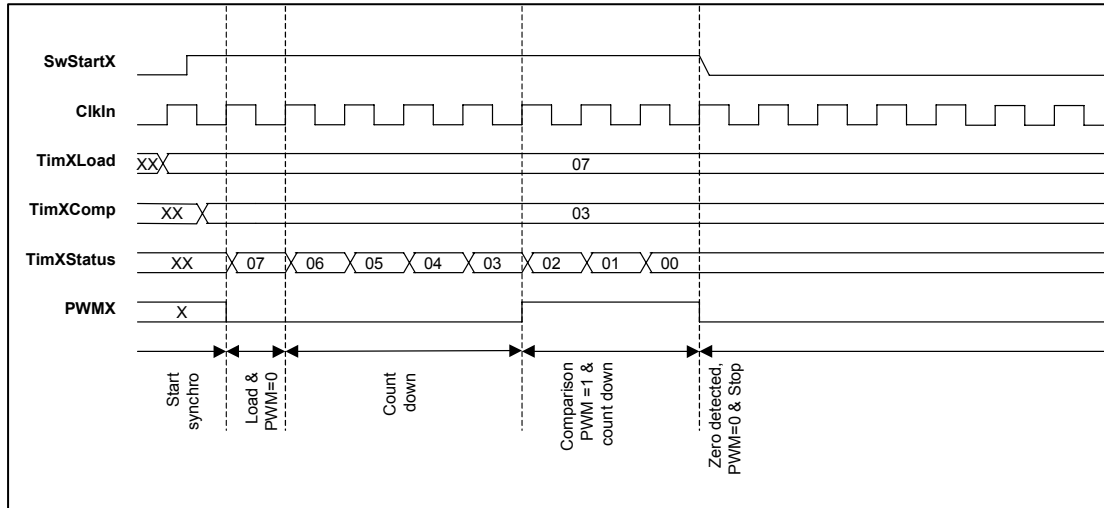 SwStartX
ClkIn
TimXLoad XX 07
TimXComp XX 03
TimXStatus XX 07 06 05 04 03 02 01 00
PWMX X
Start
synchro
Load &
PWM=0
Count
down
Comparison
PWM =1 &
count down
Zero detected,
PWM=0 & Stop